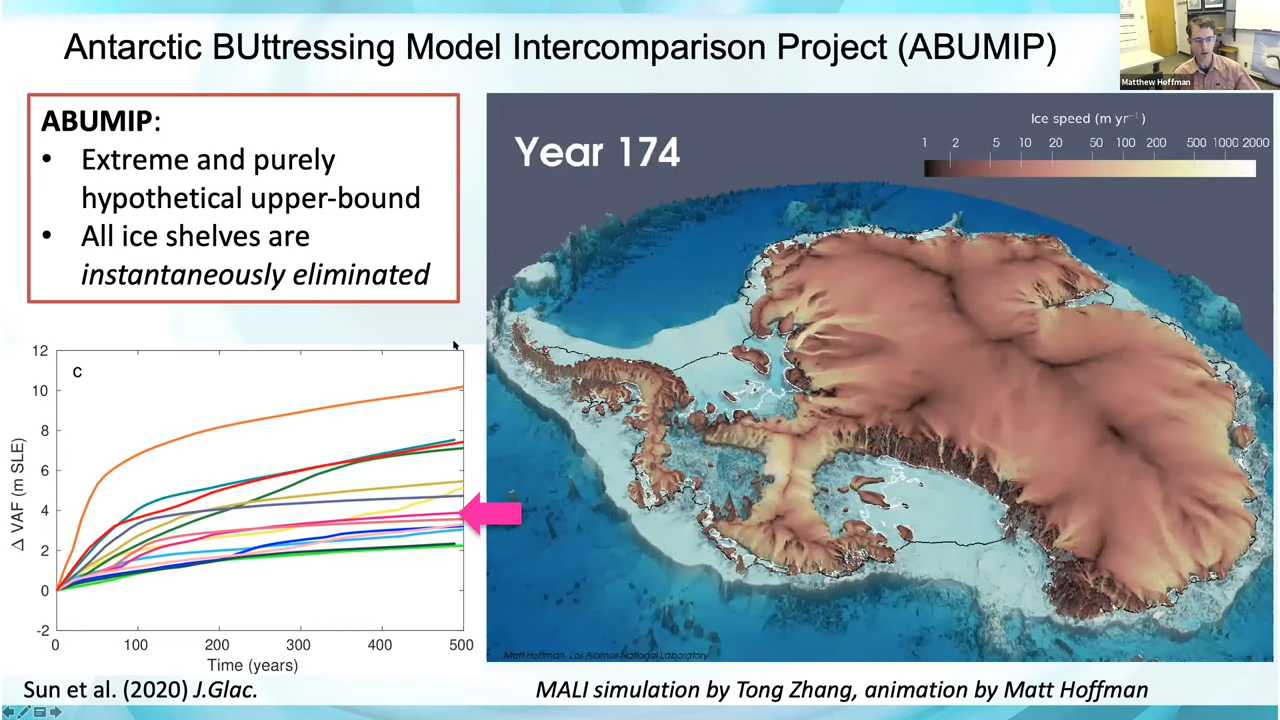 Antarctic BUttressing Model Intercomparison Project (ABUMIP)
Matthew Hoffman
ABUMIP:
• Extreme and purely
hypothetical upper-bound
• All ice shelves are
instantaneously eliminated
Year 174
Ice speed (m yr⁻¹)
1 2 5 10 20 50 100 200 500 1000 2000
c
12
10
8
6
4
2
0
-2
Δ VAF (m SLE)
0 100 200 300 400 500
Time (years)
Matt Hoffman, Los Alamos National Laboratory
Sun et al. (2020) J.Glac.
MALI simulation by Tong Zhang, animation by Matt Hoffman